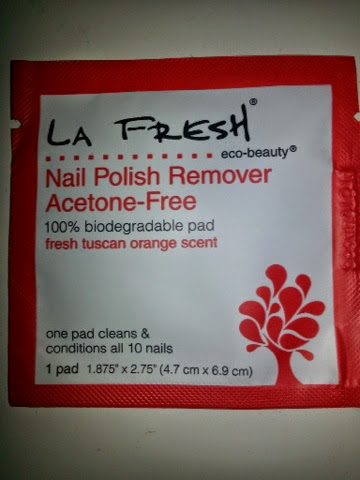 LA FRESH®
eco-beauty®
Nail Polish Remover
Acetone-Free
100% biodegradable pad
fresh tuscan orange scent
one pad cleans &
conditions all 10 nails
1 pad 1.875" x 2.75" (4.7 cm x 6.9 cm)